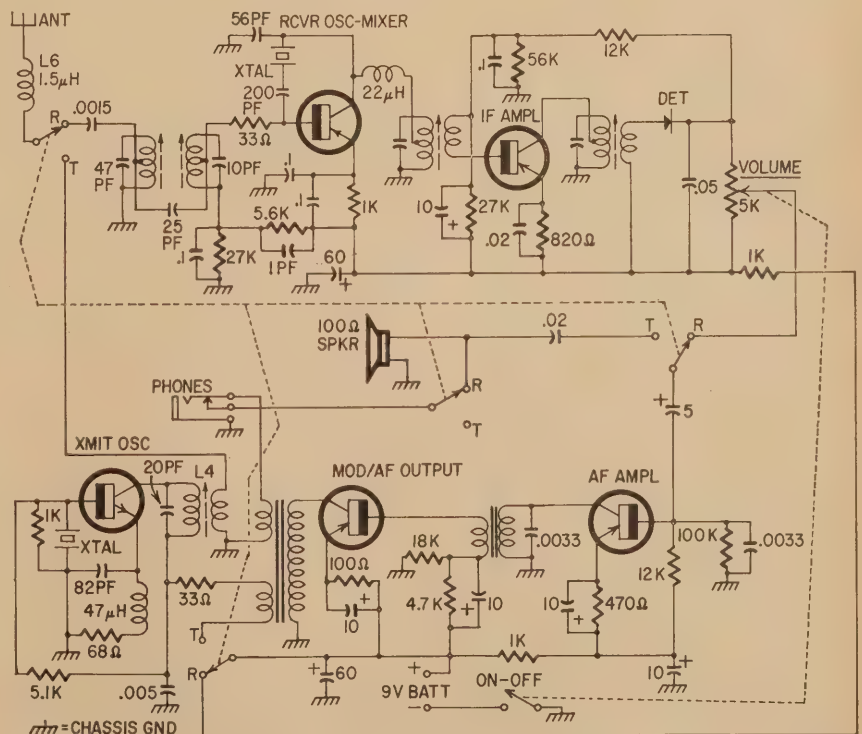 ANT
56PF
RCVR OSC-MIXER
L6
1.5μH
R
.0015
T
XTAL
200
PF
33Ω
22μH
.1
56K
12K
IF AMPL
DET
47
PF
10PF
25
PF
.1
.1
1K
5.6K
1PF
.1
27K
60
+
10
+
27K
.02
820Ω
.05
VOLUME
5K
1K
100Ω
SPKR
.02
T
R
R
T
+
5
PHONES
XMIT OSC
20PF
L4
MOD/AF OUTPUT
AF AMPL
1K
XTAL
82PF
47μH
68Ω
5.1K
.005
33Ω
T
R
100Ω
+
10
18K
4.7K
+
10
.0033
10
+
470Ω
100K
.0033
12K
+
60
+
9V BATT
-
1K
ON-OFF
10
+
=CHASSIS GND